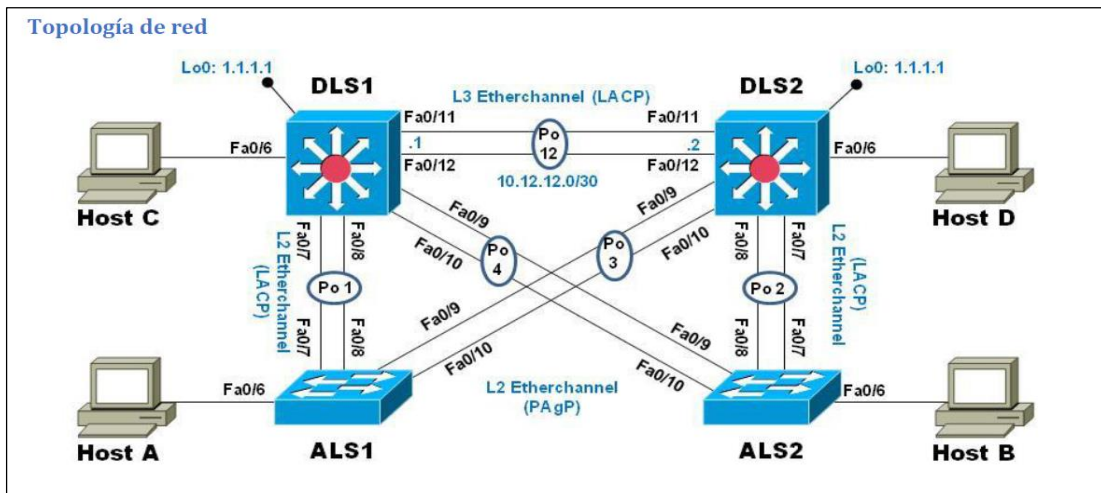 Topología de red
Lo0: 1.1.1.1
DLS1
DLS2
Lo0: 1.1.1.1
L3 Etherchannel (LACP)
Fa0/11
Fa0/11
Po
12
.1
.2
Fa0/6
Fa0/12
Fa0/12
Fa0/6
10.12.12.0/30
Host C
Host D
Fa0/9
Fa0/10
Po
4
Fa0/9
Fa0/10
Po
3
Fa0/7
Fa0/8
L2 Etherchannel
(LACP)
Po 1
Fa0/7
Fa0/8
Fa0/8
Fa0/7
L2 Etherchannel
(LACP)
Po 2
Fa0/8
Fa0/7
Fa0/9
Fa0/10
Fa0/9
Fa0/10
L2 Etherchannel
(PAgP)
Fa0/6
Fa0/6
Host A
ALS1
ALS2
Host B